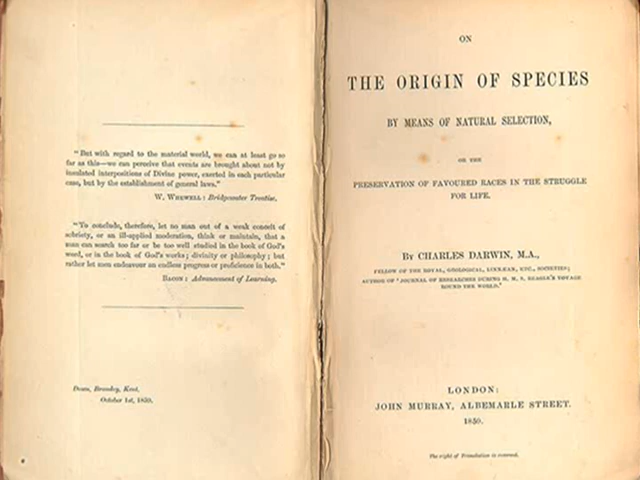 "But with regard to the material world, we can at least go so
far as this—we can perceive that events are brought about not by
insulated interpositions of Divine power, exerted in each particular
case, but by the establishment of general laws."
W. WHEWELL: Bridgewater Treatise.
"To conclude, therefore, let no man out of a weak conceit of
sobriety, or an ill-applied moderation, think or maintain, that a
man can search too far or be too well studied in the book of God's
word, or in the book of God's works; divinity or philosophy; but
rather let men endeavour an endless progress or proficience in both."
BACON: Advancement of Learning.
Down, Bromley, Kent,
October 1st, 1859.
ON
THE ORIGIN OF SPECIES
BY MEANS OF NATURAL SELECTION,
OR THE
PRESERVATION OF FAVOURED RACES IN THE STRUGGLE
FOR LIFE.
BY CHARLES DARWIN, M.A.,
FELLOW OF THE ROYAL, GEOLOGICAL, LINNÆAN, ETC., SOCIETIES;
AUTHOR OF 'JOURNAL OF RESEARCHES DURING H. M. S. BEAGLE'S VOYAGE
ROUND THE WORLD.'
LONDON:
JOHN MURRAY, ALBEMARLE STREET.
1859.
The right of Translation is reserved.